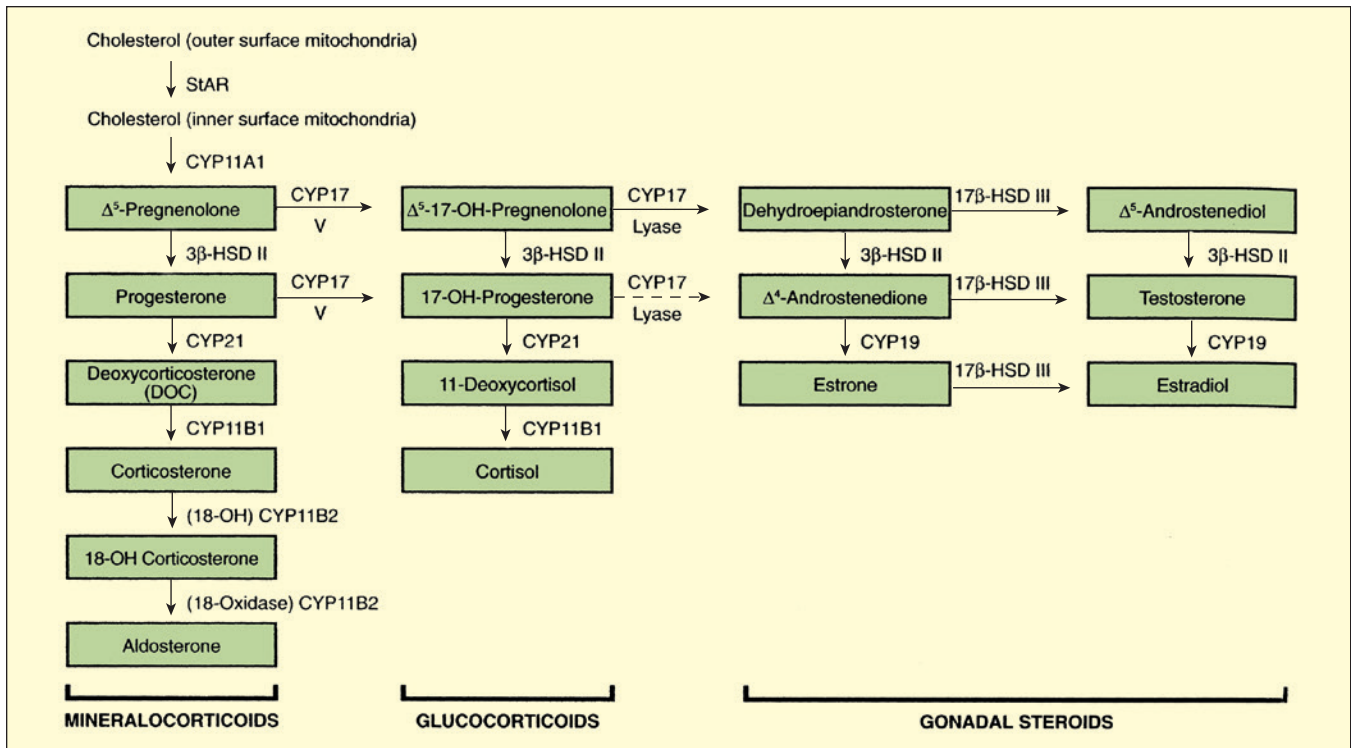 Cholesterol (outer surface mitochondria)
StAR
Cholesterol (inner surface mitochondria)
CYP11A1
Δ⁵-Pregnenolone
CYP17
V
Δ⁵-17-OH-Pregnenolone
CYP17
Lyase
Dehydroepiandrosterone
17β-HSD III
Δ⁵-Androstenediol
3β-HSD II
3β-HSD II
3β-HSD II
3β-HSD II
Progesterone
CYP17
V
17-OH-Progesterone
CYP17
Lyase
Δ⁴-Androstenedione
17β-HSD III
Testosterone
CYP21
CYP21
CYP19
CYP19
Deoxycorticosterone
(DOC)
11-Deoxycortisol
Estrone
17β-HSD III
Estradiol
CYP11B1
CYP11B1
Corticosterone
Cortisol
(18-OH) CYP11B2
18-OH Corticosterone
(18-Oxidase) CYP11B2
Aldosterone
MINERALOCORTICOIDS
GLUCOCORTICOIDS
GONADAL STEROIDS